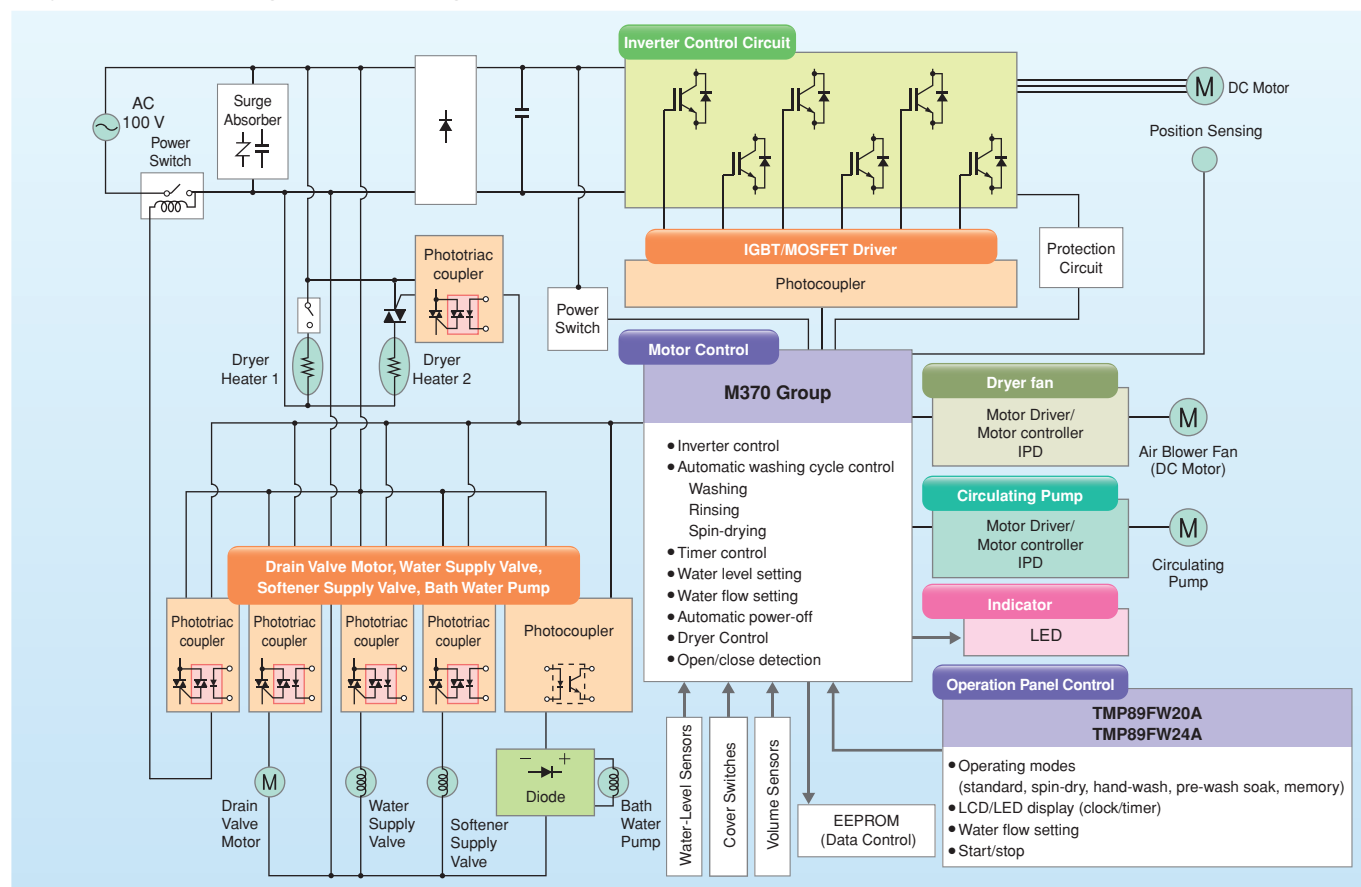 Inverter Control Circuit
AC
100 V
Surge
Absorber
Power
Switch
M
DC Motor
Position Sensing
IGBT/MOSFET Driver
Photocoupler
Protection
Circuit
Phototriac
coupler
Power
Switch
Dryer
Heater 1
Dryer
Heater 2
Motor Control
M370 Group
• Inverter control
• Automatic washing cycle control
Washing
Rinsing
Spin-drying
• Timer control
• Water level setting
• Water flow setting
• Automatic power-off
• Dryer Control
• Open/close detection
Dryer fan
Motor Driver/
Motor controller
IPD
M
Air Blower Fan
(DC Motor)
Circulating Pump
Motor Driver/
Motor controller
IPD
M
Circulating
Pump
Indicator
LED
Drain Valve Motor, Water Supply Valve,
Softener Supply Valve, Bath Water Pump
Phototriac
coupler
Phototriac
coupler
Phototriac
coupler
Phototriac
coupler
Photocoupler
M
Drain
Valve
Motor
Water
Supply
Valve
Softener
Supply
Valve
− +
Diode
Bath
Water
Pump
Water-Level Sensors
Cover Switches
Volume Sensors
EEPROM
(Data Control)
Operation Panel Control
TMP89FW20A
TMP89FW24A
• Operating modes
(standard, spin-dry, hand-wash, pre-wash soak, memory)
• LCD/LED display (clock/timer)
• Water flow setting
• Start/stop